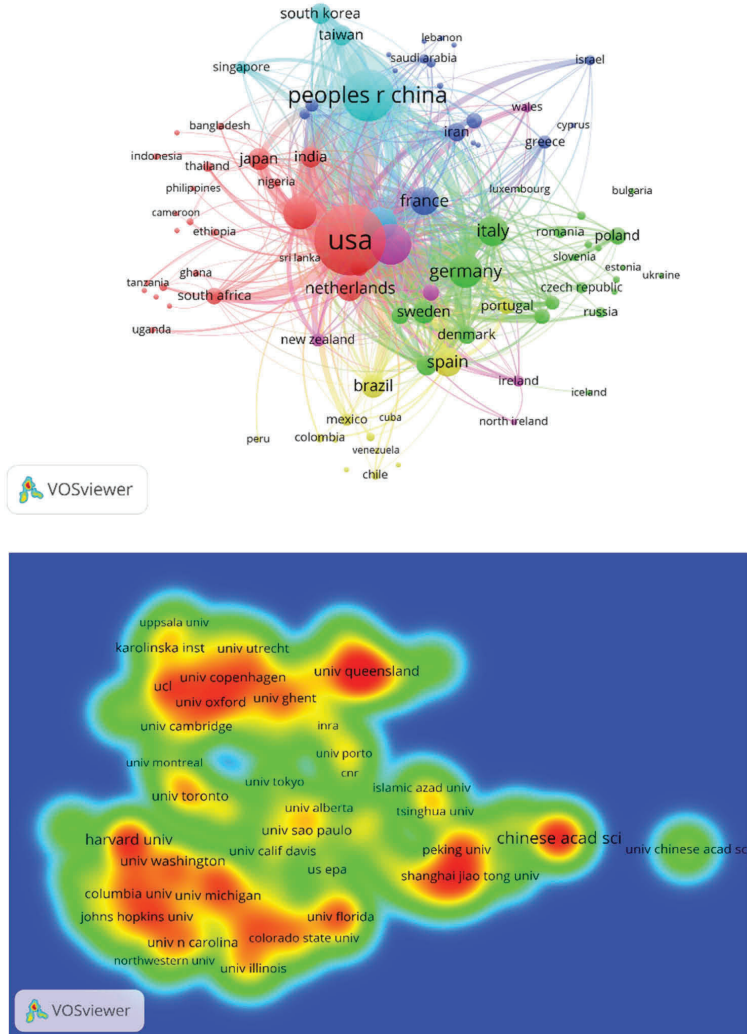 south korea
lebanon
taiwan
saudi arabia
israel
singapore
peoples r china
wales
bangladesh
iran
cyprus
greece
indonesia
japan
india
thailand
nigeria
philippines
luxembourg
bulgaria
france
cameroon
ethiopia
usa
italy
romania
poland
sri lanka
slovenia
ghana
germany
estonia
ukraine
tanzania
netherlands
czech republic
south africa
sweden
portugal
russia
uganda
new zealand
denmark
spain
brazil
ireland
iceland
mexico
cuba
north ireland
peru
colombia
venezuela
chile
VOSviewer
uppsala univ
karolinska inst
univ utrecht
univ queensland
ucl
univ copenhagen
univ oxford
univ ghent
univ cambridge
inra
univ montreal
univ porto
cnr
univ tokyo
islamic azad univ
univ toronto
univ alberta
tsinghua univ
univ sao paulo
harvard univ
chinese acad sci
univ calif davis
peking univ
univ chinese acad sc
univ washington
us epa
shanghai jiao tong univ
columbia univ
univ michigan
johns hopkins univ
univ florida
univ n carolina
colorado state univ
northwestern univ
univ illinois
VOSviewer